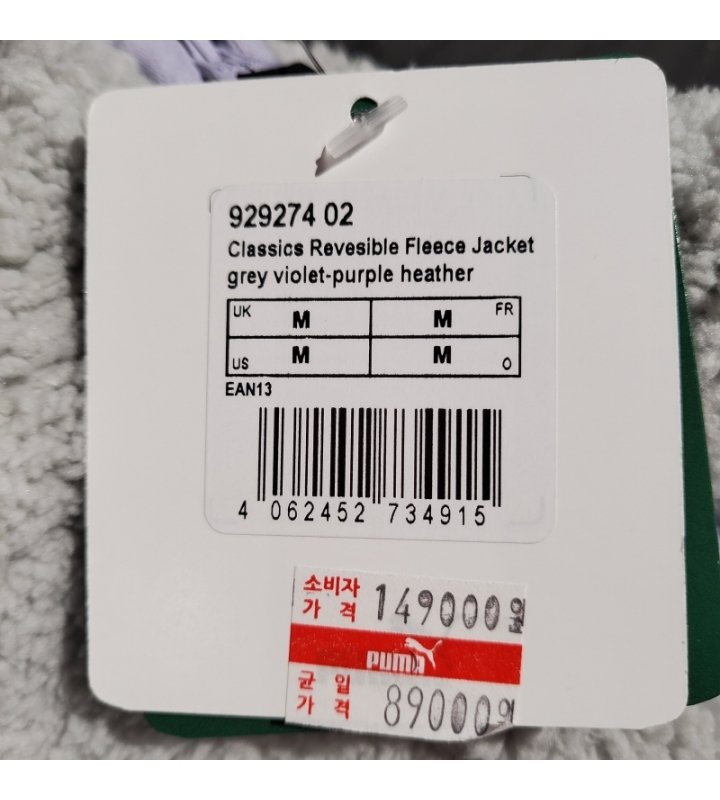 929274 02
Classics Revesible Fleece Jacket
grey violet-purple heather
UK M M FR
US M M O
EAN13
4 062452 734915
소비자
가 격 149000원
PUMA
균 일
가 격 89000원